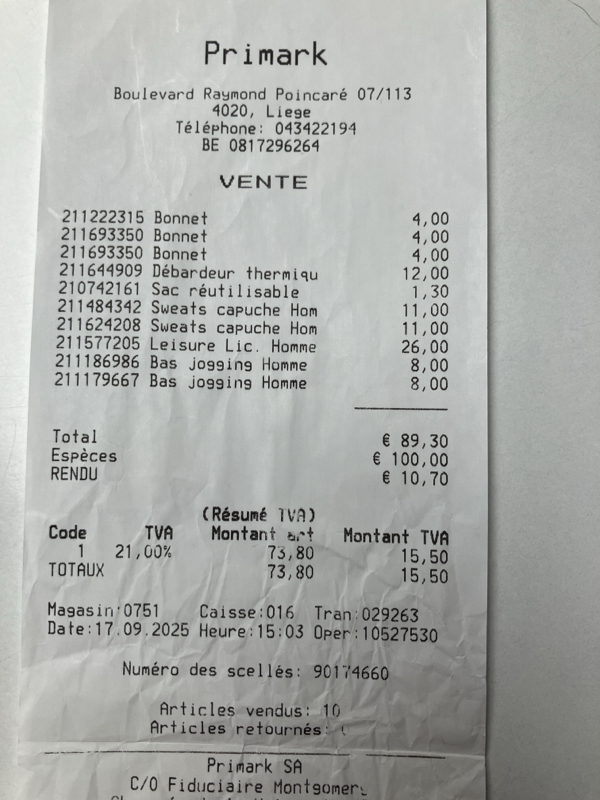 Primark
Boulevard Raymond Poincaré 07/113
4020, Liege
Téléphone: 043422194
BE 0817296264
VENTE
211222315 Bonnet 4,00
211693350 Bonnet 4,00
211693350 Bonnet 4,00
211644909 Débardeur thermiqu 12,00
210742161 Sac réutilisable 1,30
211484342 Sweats capuche Hom 11,00
211624208 Sweats capuche Hom 11,00
211577205 Leisure Lic. Homme 26,00
211186986 Bas jogging Homme 8,00
211179667 Bas jogging Homme 8,00
Total € 89,30
Espèces € 100,00
RENDU € 10,70
(Résumé TVA)
Code TVA Montant art Montant TVA
1 21,00% 73,80 15,50
TOTAUX 73,80 15,50
Magasin:0751 Caisse:016 Tran:029263
Date:17.09.2025 Heure:15:03 Oper:10527530
Numéro des scellés: 90174660
Articles vendus: 10
Articles retournés:
Primark SA
C/O Fiduciaire Montgomery